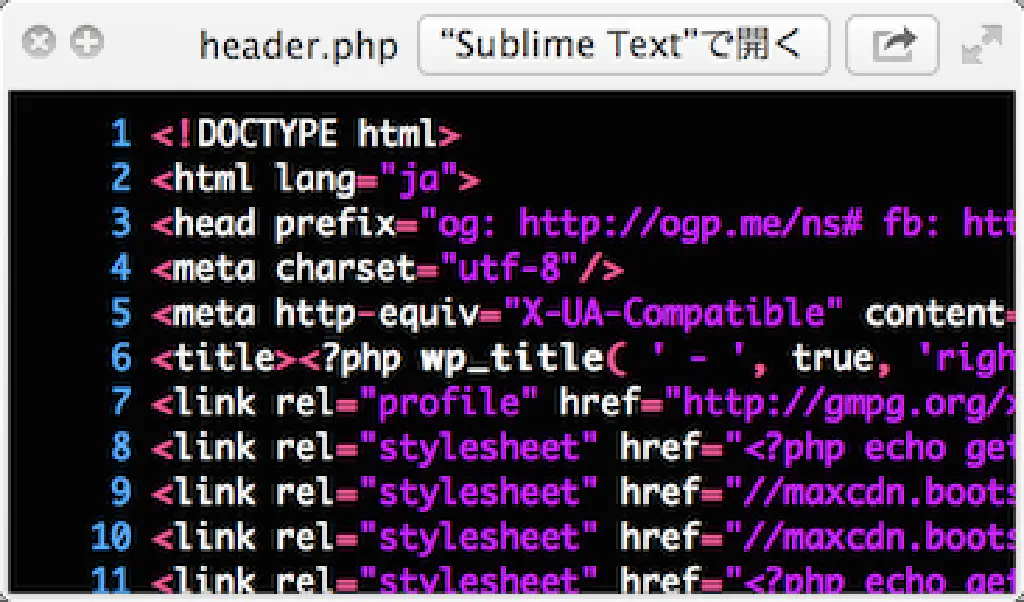 header.php "Sublime Text"で開く
1 <!DOCTYPE html>
2 <html lang="ja">
3 <head prefix="og: http://ogp.me/ns# fb: htt
4 <meta charset="utf-8"/>
5 <meta http-equiv="X-UA-Compatible" content=
6 <title><?php wp_title( ' - ', true, 'righ
7 <link rel="profile" href="http://gmpg.org/x
8 <link rel="stylesheet" href="<?php echo get
9 <link rel="stylesheet" href="//maxcdn.boots
10 <link rel="stylesheet" href="//maxcdn.boots
11 <link rel="stylesheet" href="<?php echo get